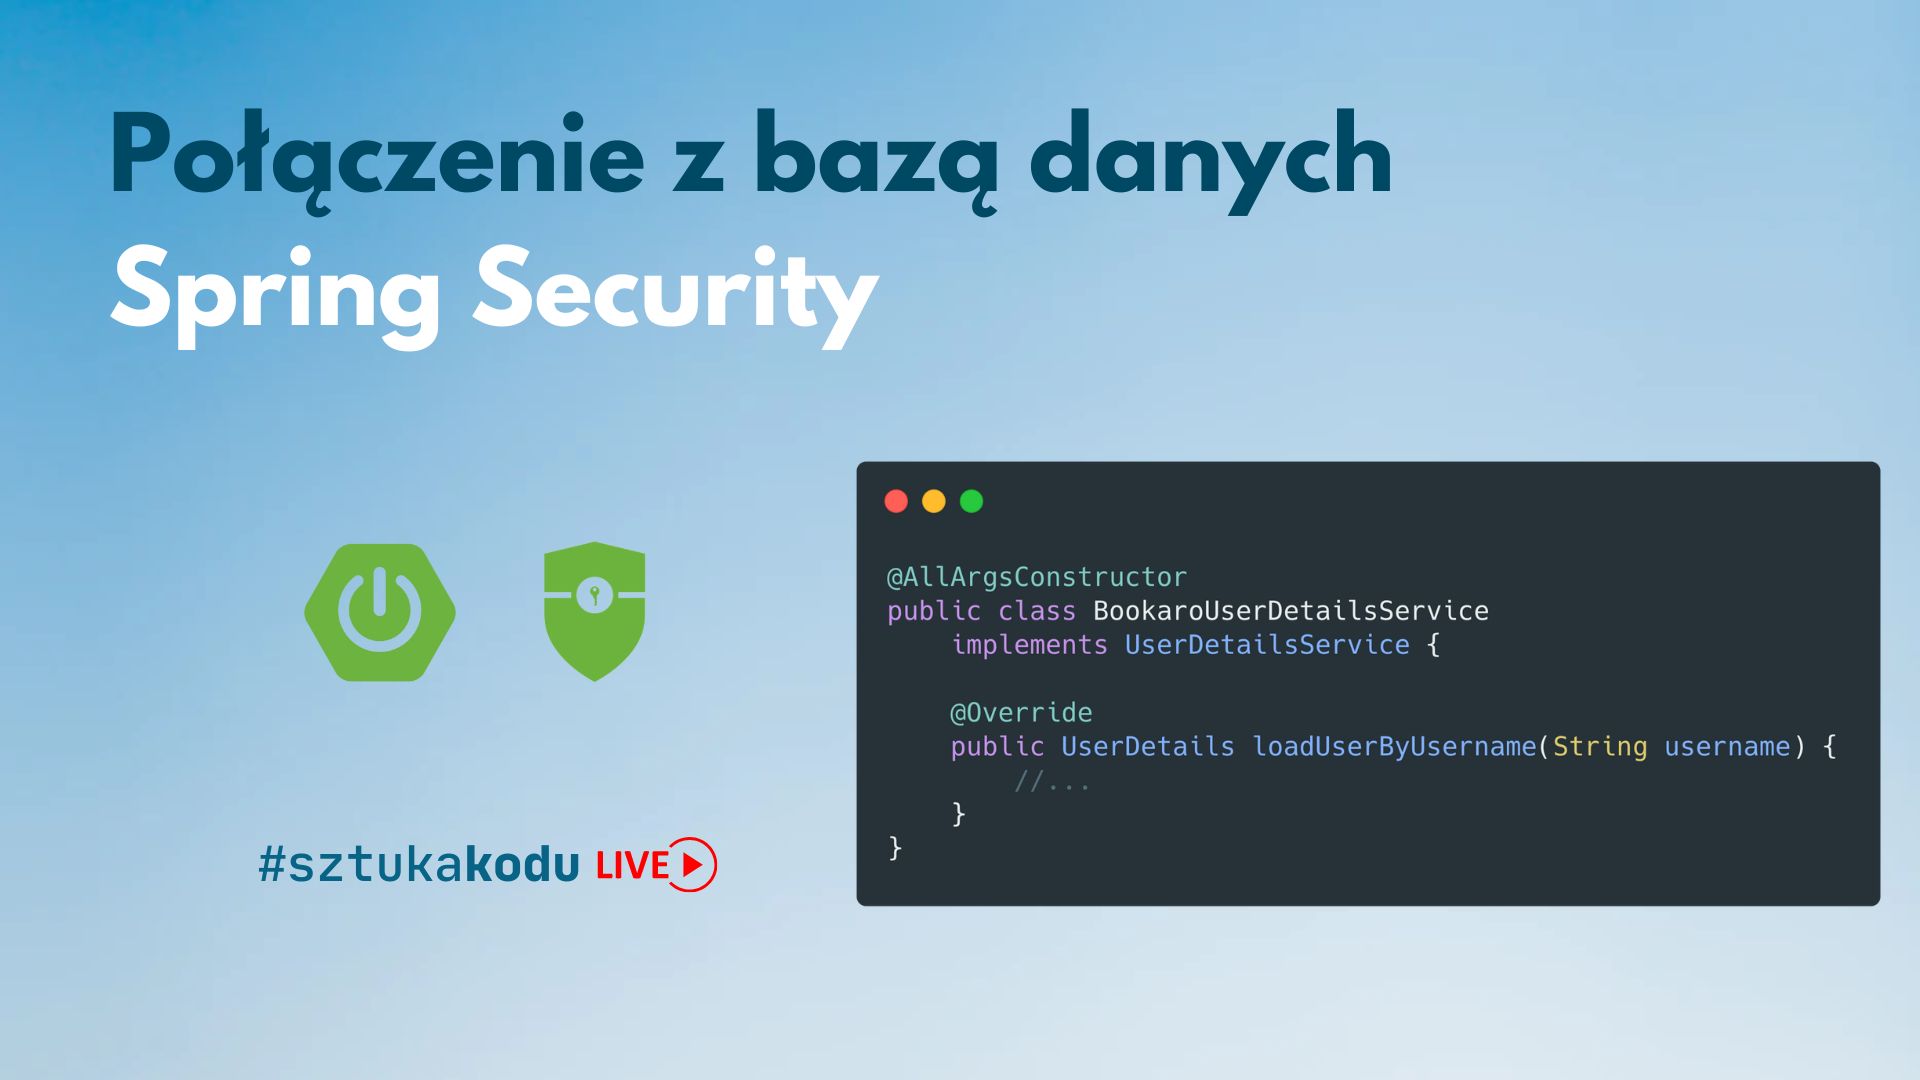 Połączenie z bazą danych
Spring Security
@AllArgsConstructor
public class BookaroUserDetailsService
    implements UserDetailsService {
    @Override
    public UserDetails loadUserByUsername(String username) {
        //...
    }
}
#sztukakodu LIVE